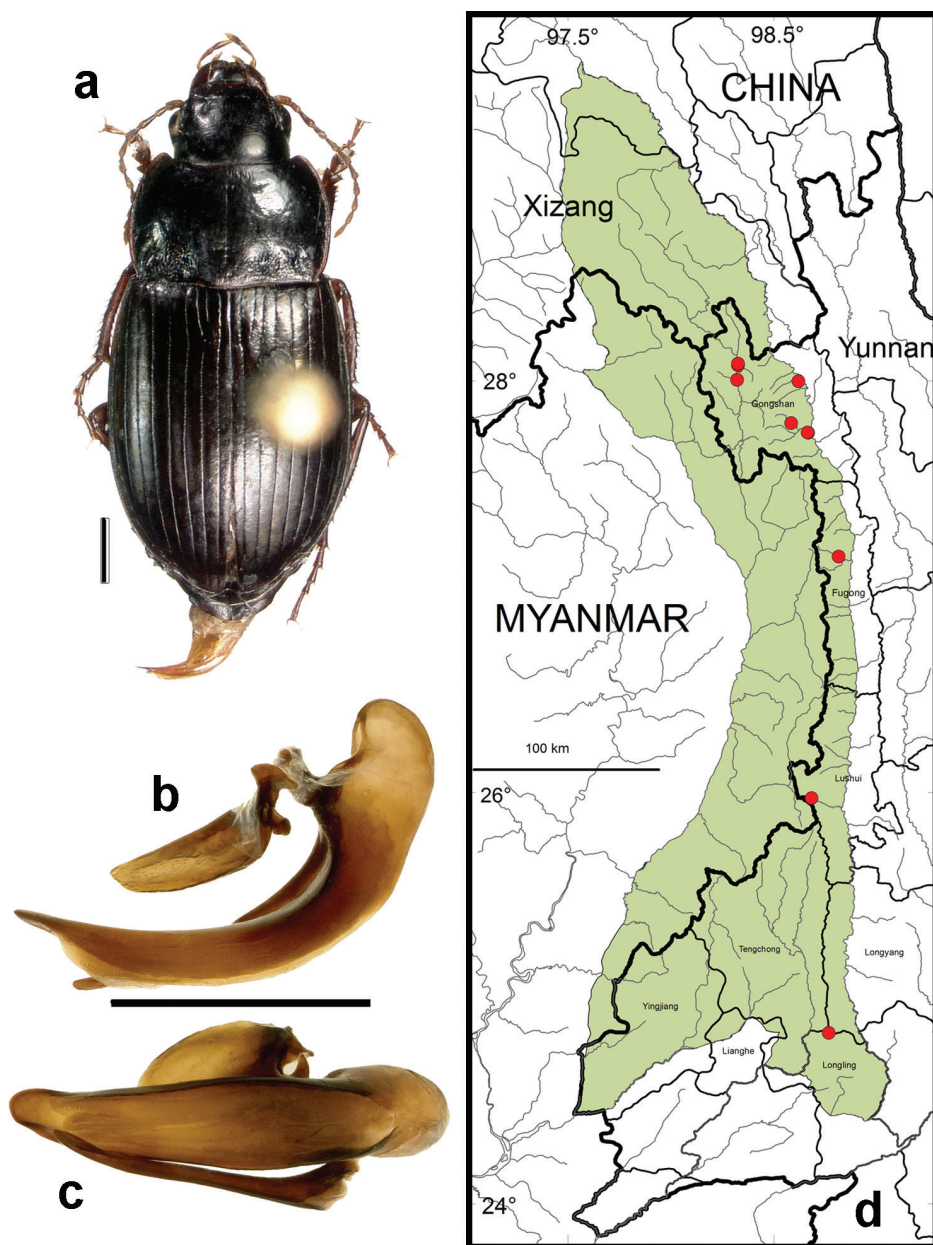 a
b
c
97.5° 98.5°
CHINA
Xizang
Yunnan
28°
Gongshan
Fugong
MYANMAR
100 km
Lushui
26°
Tengchong
Longyang
Yingjiang
Lianghe
Longling
24°
d